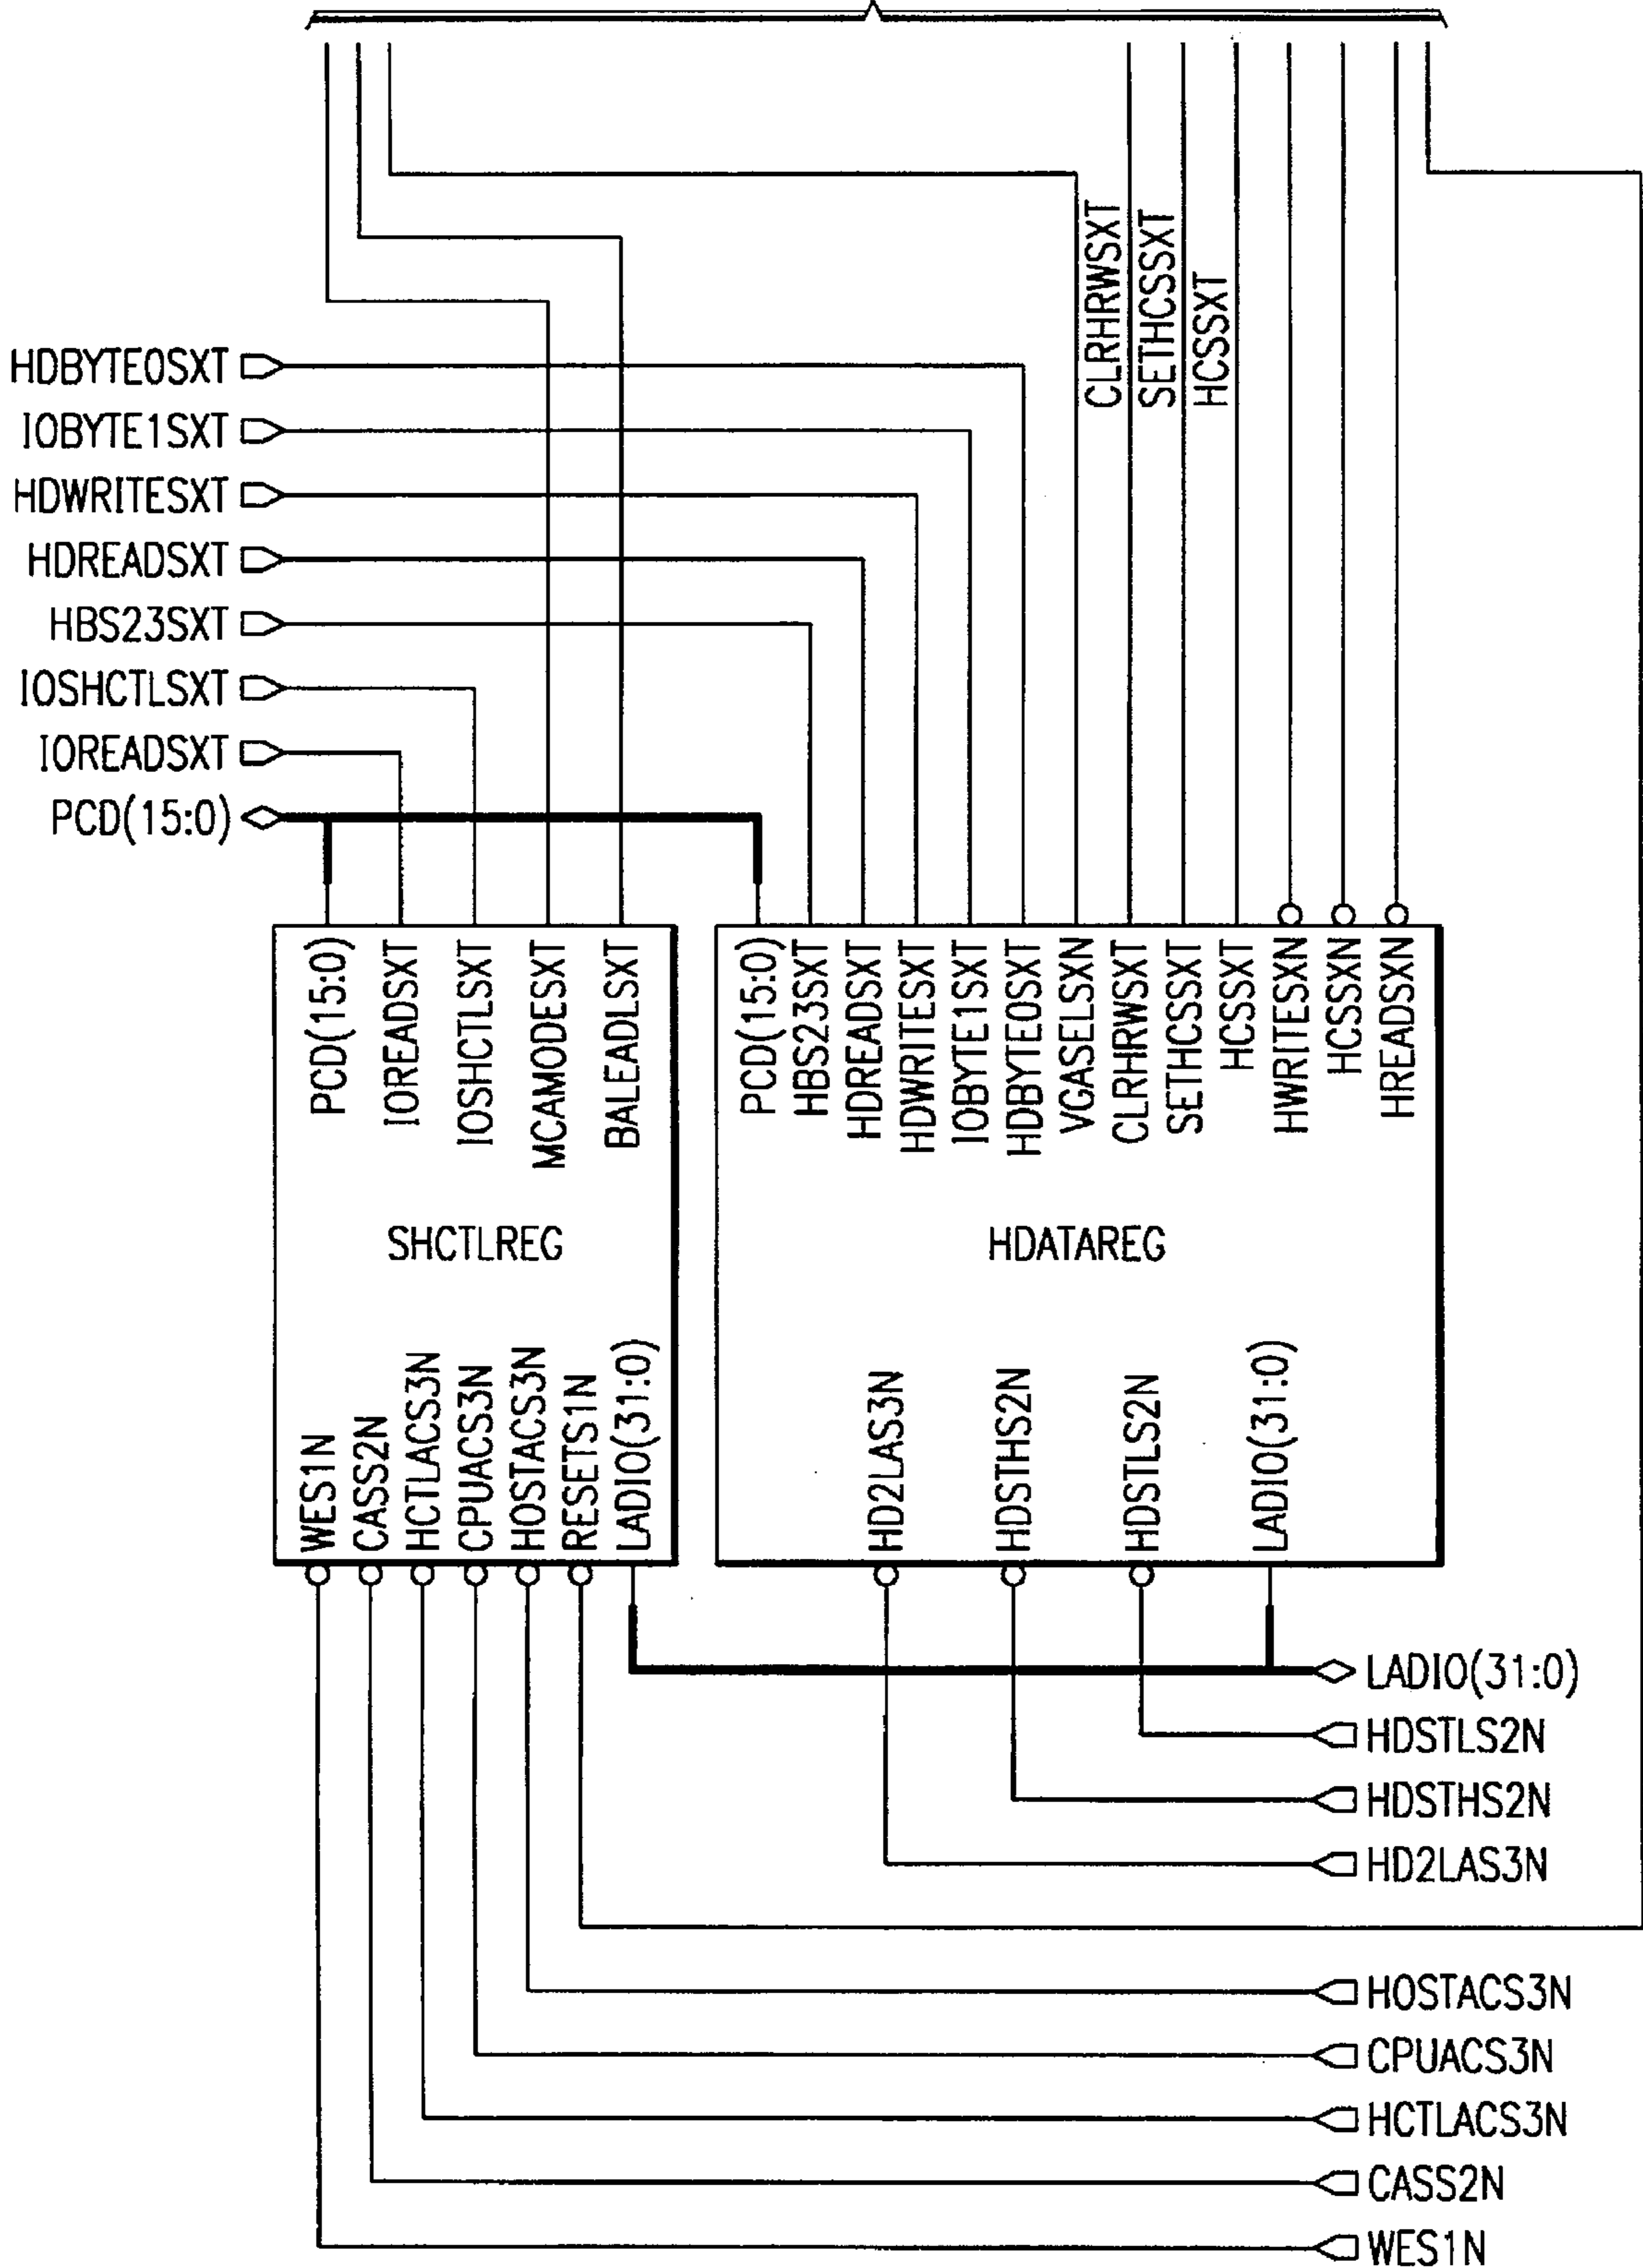 CLRHRWSXT
SETHCSSXT
HCSSXT
HDBYTE0SXT
IOBYTE1SXT
HDWRITESXT
HDREADSXT
HBS23SXT
IOSHCTLSXT
IOREADSXT
PCD(15:0)
PCD(15:0)
IOREADSXT
IOSHCTLSXT
MCAMODESXT
BALEADLSXT
PCD(15:0)
HBS23SXT
HDREADSXT
HDWRITESXT
IOBYTE1SXT
HDBYTE0SXT
VGASELSXN
CLRHRWSXT
SETHCSSXT
HCSSXT
HWRITESXN
HCSSXN
HREADSXN
SHCTLREG
HDATAREG
WES1N
CASS2N
HCTLACS3N
CPUACS3N
HOSTACS3N
RESETS1N
LADIO(31:0)
HD2LAS3N
HDSTHS2N
HDSTLS2N
LADIO(31:0)
LADIO(31:0)
HDSTLS2N
HDSTHS2N
HD2LAS3N
HOSTACS3N
CPUACS3N
HCTLACS3N
CASS2N
WES1N